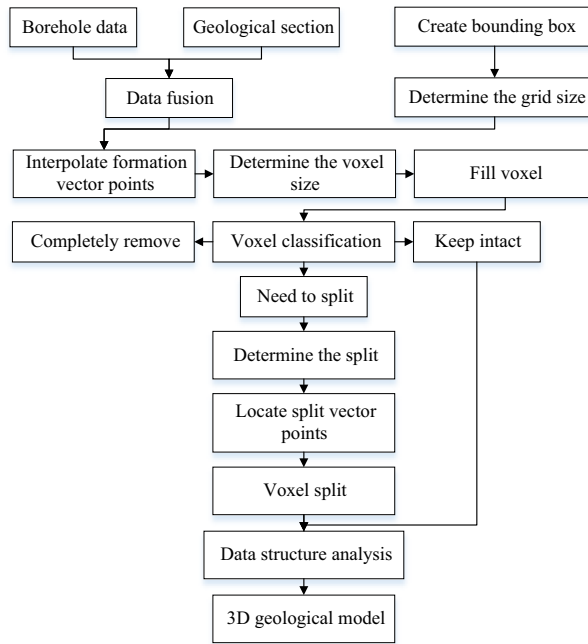 Borehole data
Geological section
Create bounding box
Data fusion
Determine the grid size
Interpolate formation
vector points
Determine the voxel
size
Fill voxel
Completely remove
Voxel classification
Keep intact
Need to split
Determine the split
Locate split vector
points
Voxel split
Data structure analysis
3D geological model